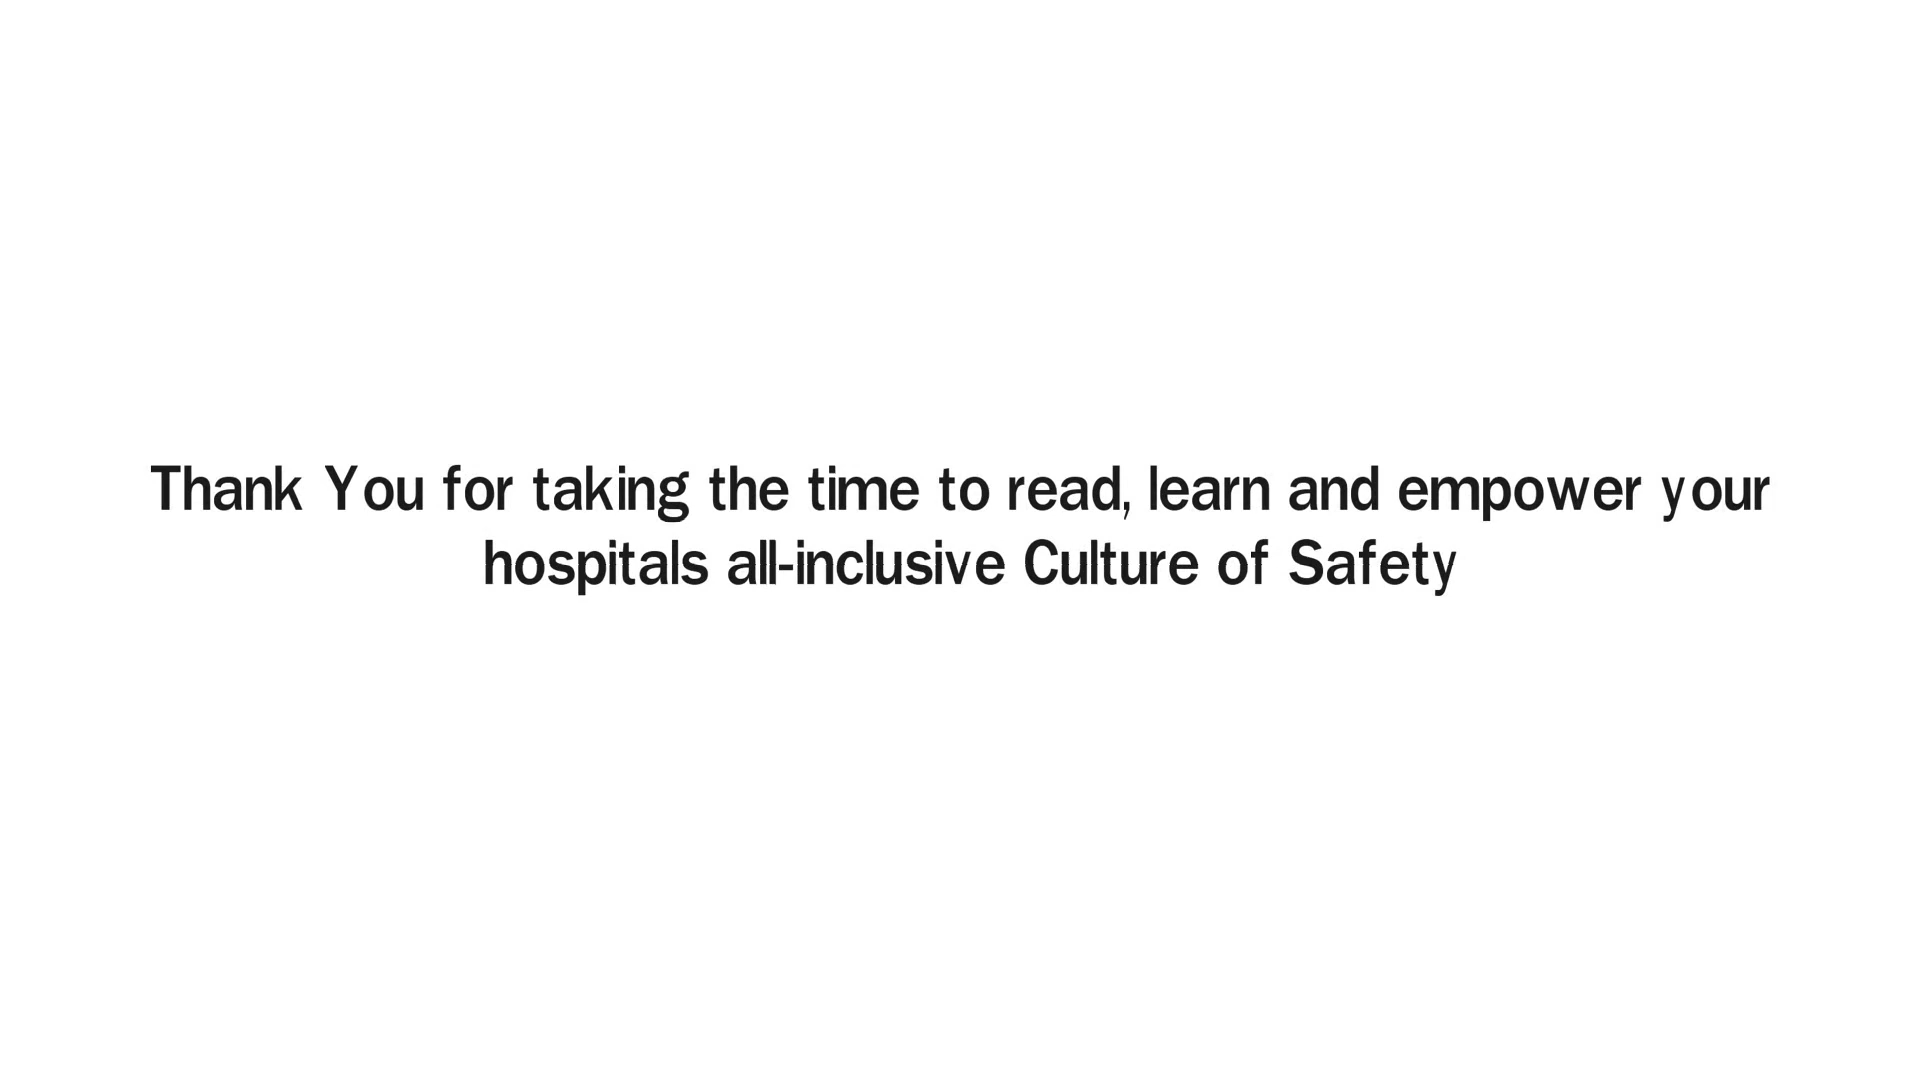 Thank You for taking the time to read, learn and empower your
hospitals all-inclusive Culture of Safety